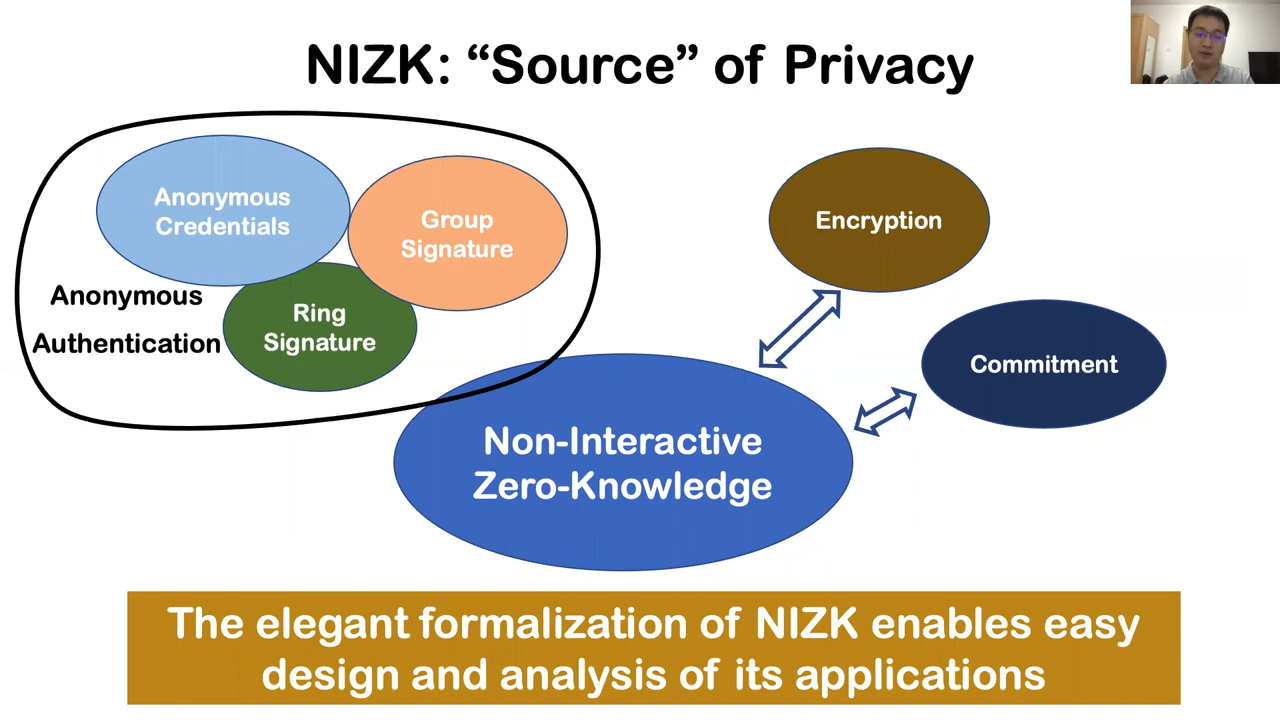 NIZK: “Source” of Privacy
Anonymous
Credentials
Group
Signature
Anonymous
Authentication
Ring
Signature
Encryption
Commitment
Non-Interactive
Zero-Knowledge
The elegant formalization of NIZK enables easy
design and analysis of its applications